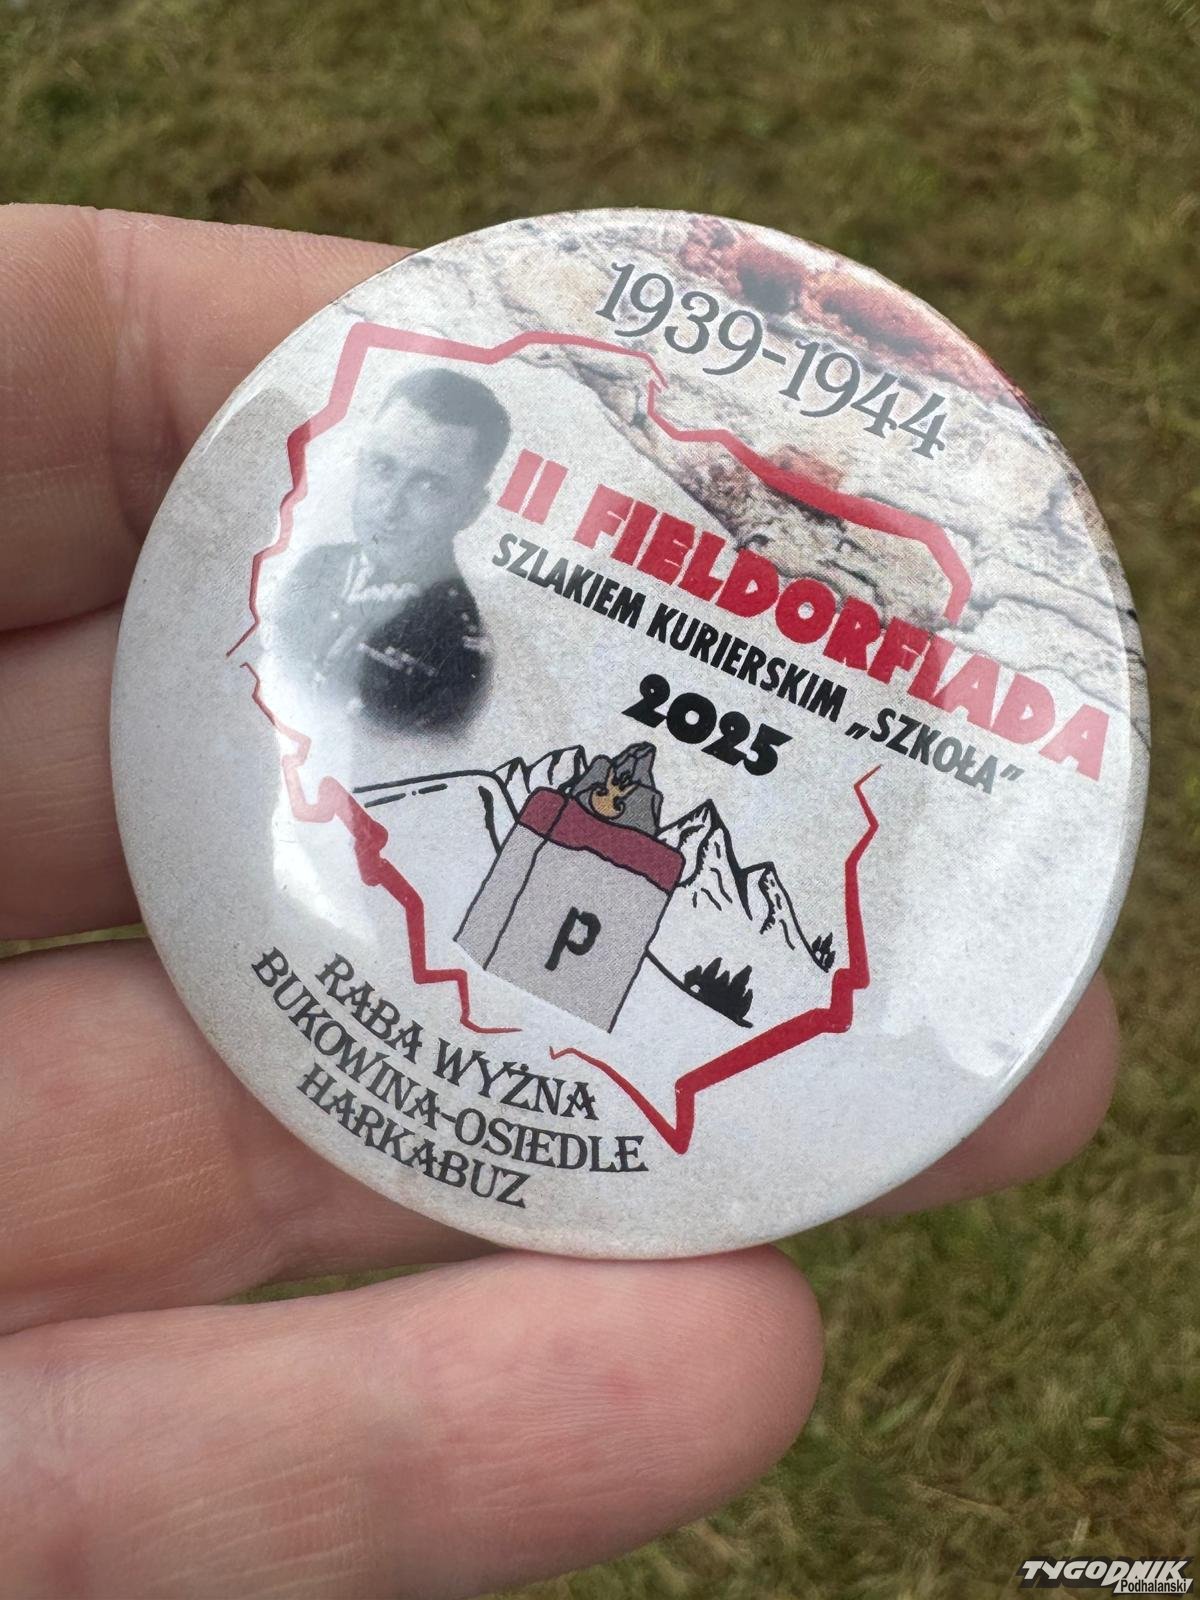 1939-1944
II FIELDORFIADA
SZLAKIEM KURIERSKIM „SZKOŁA”
2025
P
RABA WYŻNA
BUKOWINA-OSIEDLE
HARKABUZ
TYGODNIK
Podhalański